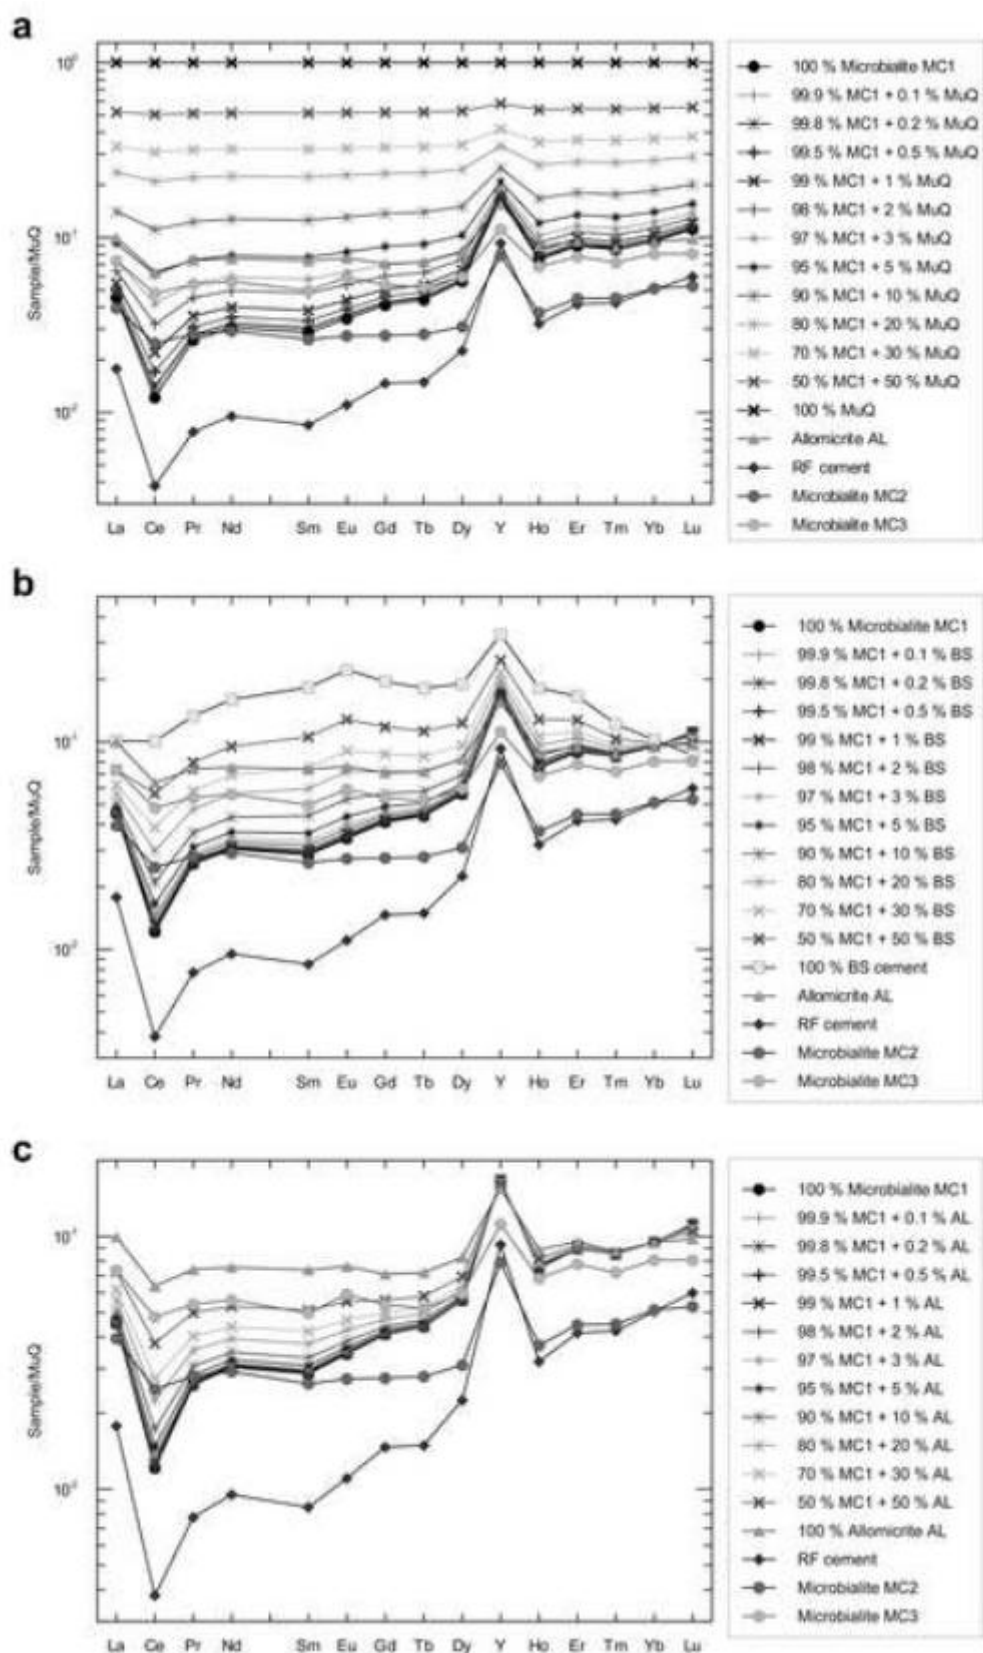 a
10⁰
10⁻¹
10⁻²
Sample/MuQ
La Ce Pr Nd Sm Eu Gd Tb Dy Y Ho Er Tm Yb Lu
100 % Microbialite MC1
99.9 % MC1 + 0.1 % MuQ
99.8 % MC1 + 0.2 % MuQ
99.5 % MC1 + 0.5 % MuQ
99 % MC1 + 1 % MuQ
98 % MC1 + 2 % MuQ
97 % MC1 + 3 % MuQ
95 % MC1 + 5 % MuQ
90 % MC1 + 10 % MuQ
80 % MC1 + 20 % MuQ
70 % MC1 + 30 % MuQ
50 % MC1 + 50 % MuQ
100 % MuQ
Allomicrite AL
RF cement
Microbialite MC2
Microbialite MC3
b
10⁻¹
10⁻²
Sample/MuQ
La Ce Pr Nd Sm Eu Gd Tb Dy Y Ho Er Tm Yb Lu
100 % Microbialite MC1
99.9 % MC1 + 0.1 % BS
99.8 % MC1 + 0.2 % BS
99.5 % MC1 + 0.5 % BS
99 % MC1 + 1 % BS
98 % MC1 + 2 % BS
97 % MC1 + 3 % BS
95 % MC1 + 5 % BS
90 % MC1 + 10 % BS
80 % MC1 + 20 % BS
70 % MC1 + 30 % BS
50 % MC1 + 50 % BS
100 % BS cement
Allomicrite AL
RF cement
Microbialite MC2
Microbialite MC3
c
10⁻¹
10⁻²
Sample/MuQ
La Ce Pr Nd Sm Eu Gd Tb Dy Y Ho Er Tm Yb Lu
100 % Microbialite MC1
99.9 % MC1 + 0.1 % AL
99.8 % MC1 + 0.2 % AL
99.5 % MC1 + 0.5 % AL
99 % MC1 + 1 % AL
98 % MC1 + 2 % AL
97 % MC1 + 3 % AL
95 % MC1 + 5 % AL
90 % MC1 + 10 % AL
80 % MC1 + 20 % AL
70 % MC1 + 30 % AL
50 % MC1 + 50 % AL
100 % Allomicrite AL
RF cement
Microbialite MC2
Microbialite MC3